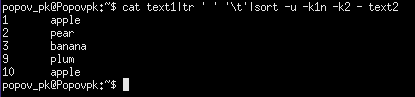 popov_pk@Popovpk:~$ cat text1|tr ' ' '\t'|sort -u -k1n -k2 - text2
1 apple
2 pear
3 banana
9 plum
10 apple
popov_pk@Popovpk:~$